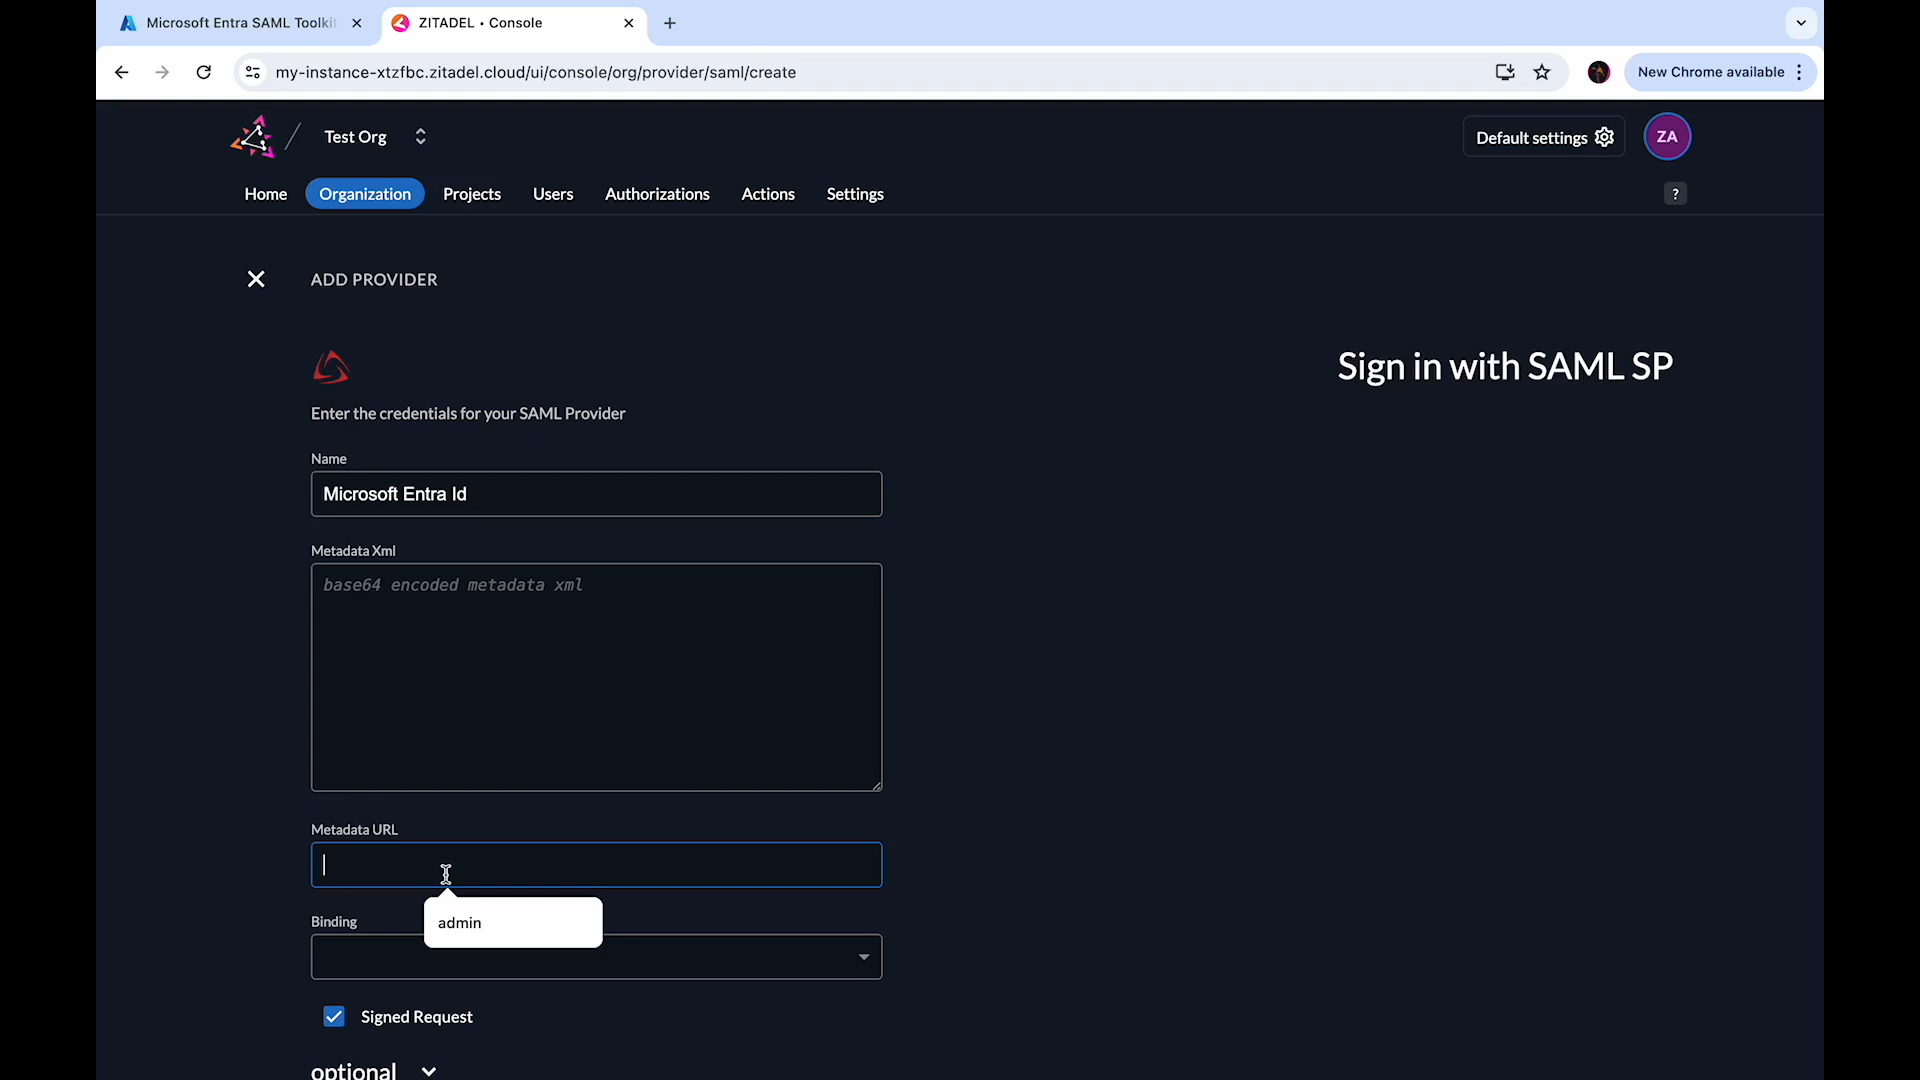 Microsoft Entra SAML Toolkit
ZITADEL • Console
my-instance-xtzfbc.zitadel.cloud/ui/console/org/provider/saml/create
New Chrome available
Test Org
Default settings
ZA
Home
Organization
Projects
Users
Authorizations
Actions
Settings
?
ADD PROVIDER
Sign in with SAML SP
Enter the credentials for your SAML Provider
Name
Microsoft Entra Id
Metadata Xml
base64 encoded metadata xml
Metadata URL
admin
Binding
Signed Request
optional